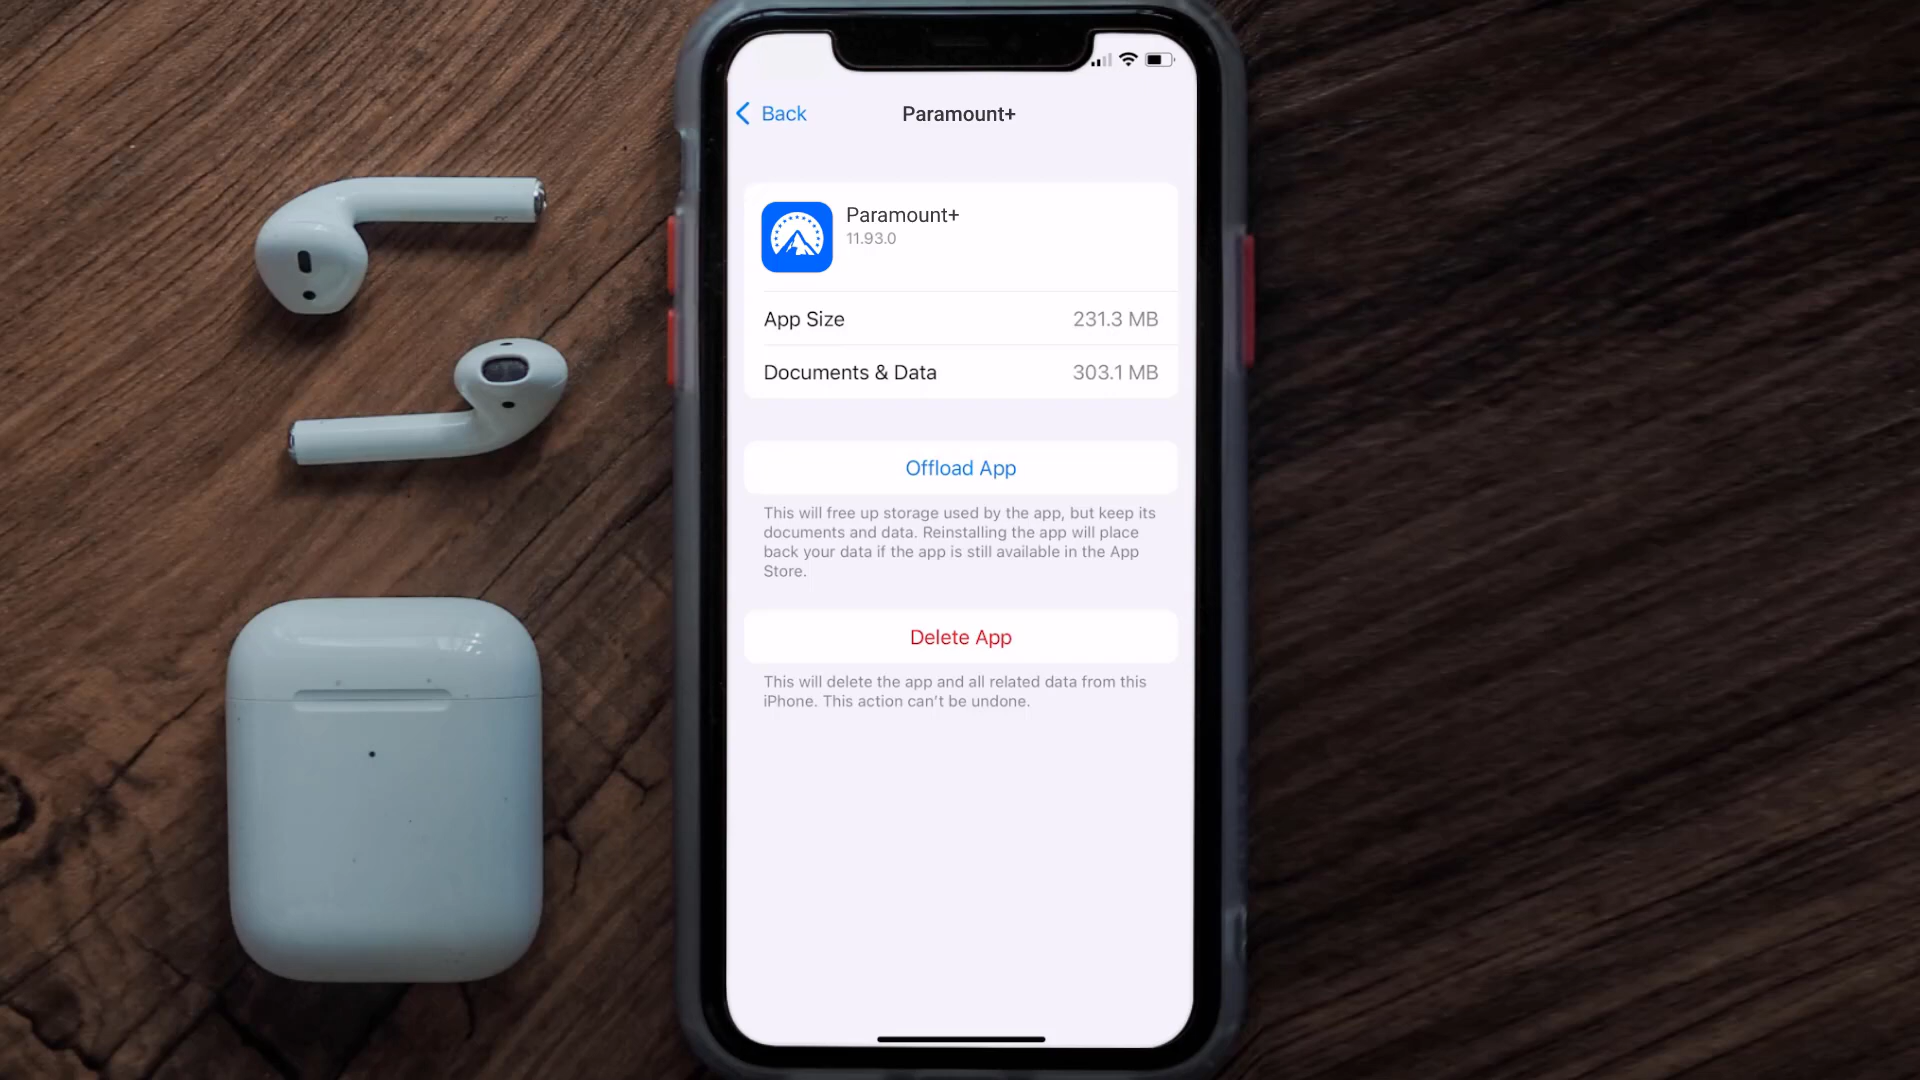 Back
Paramount+
Paramount+
11.93.0
App Size 231.3 MB
Documents & Data 303.1 MB
Offload App
This will free up storage used by the app, but keep its
documents and data. Reinstalling the app will place
back your data if the app is still available in the App
Store.
Delete App
This will delete the app and all related data from this
iPhone. This action can't be undone.